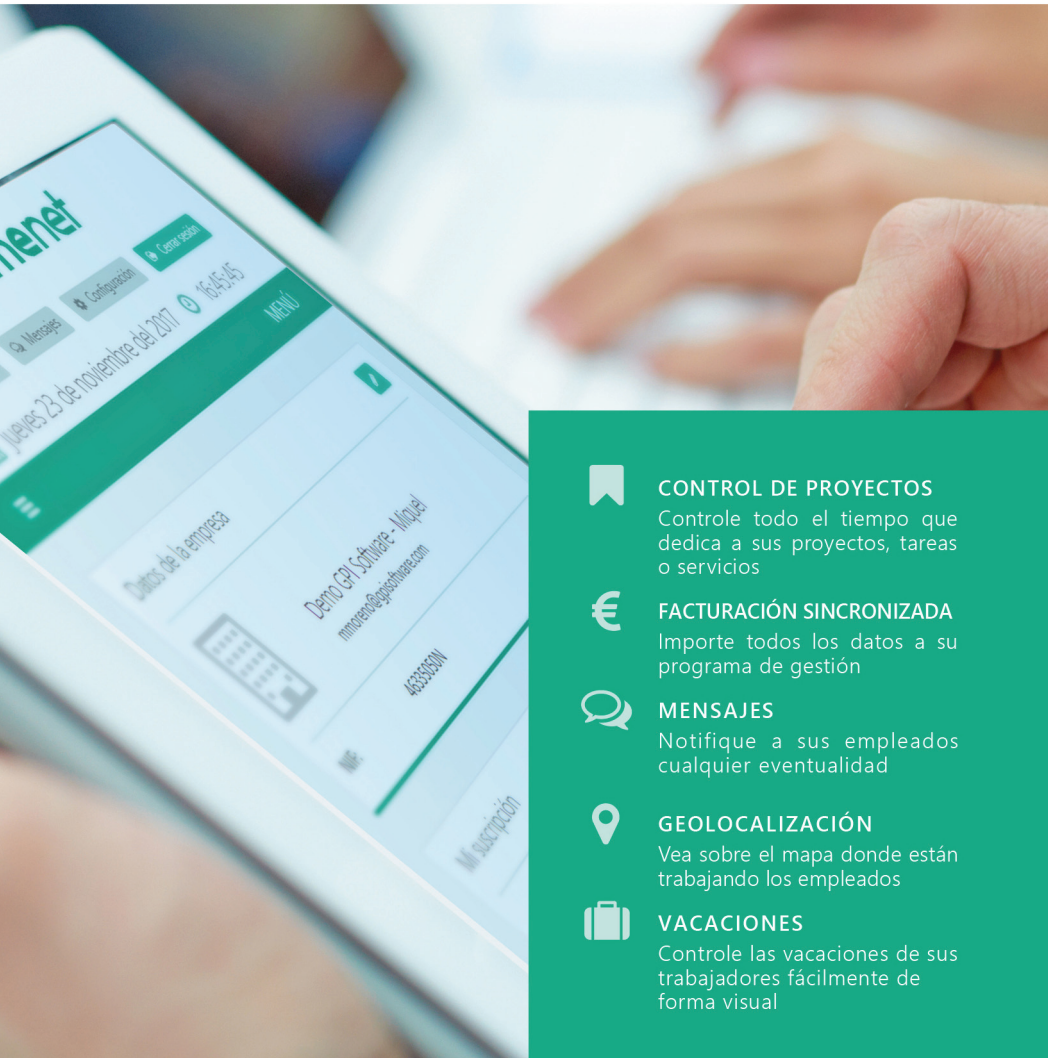 menet
Mensajes
Configuración
Cerrar sesión
jueves 23 de noviembre del 2017 16:45:45
MENÚ
Datos de la empresa
Demo GPI Software - Miquel
mmoreno@gpisoftware.com
NIF:
46335050N
Mi suscripción
CONTROL DE PROYECTOS
Controle todo el tiempo que
dedica a sus proyectos, tareas
o servicios
FACTURACIÓN SINCRONIZADA
Importe todos los datos a su
programa de gestión
MENSAJES
Notifique a sus empleados
cualquier eventualidad
GEOLOCALIZACIÓN
Vea sobre el mapa donde están
trabajando los empleados
VACACIONES
Controle las vacaciones de sus
trabajadores fácilmente de
forma visual